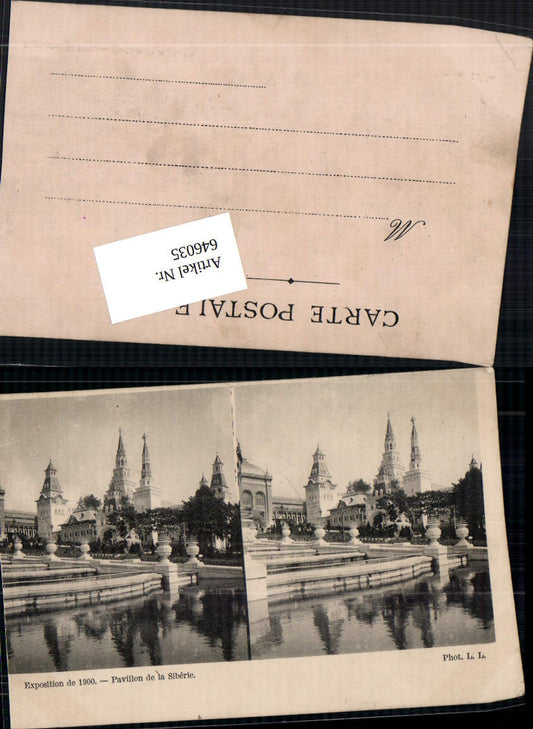 CARTE POSTALE
M
Artikel Nr.
646035
Exposition de 1900. — Pavillon de la Sibérie.
Phot. L. L.